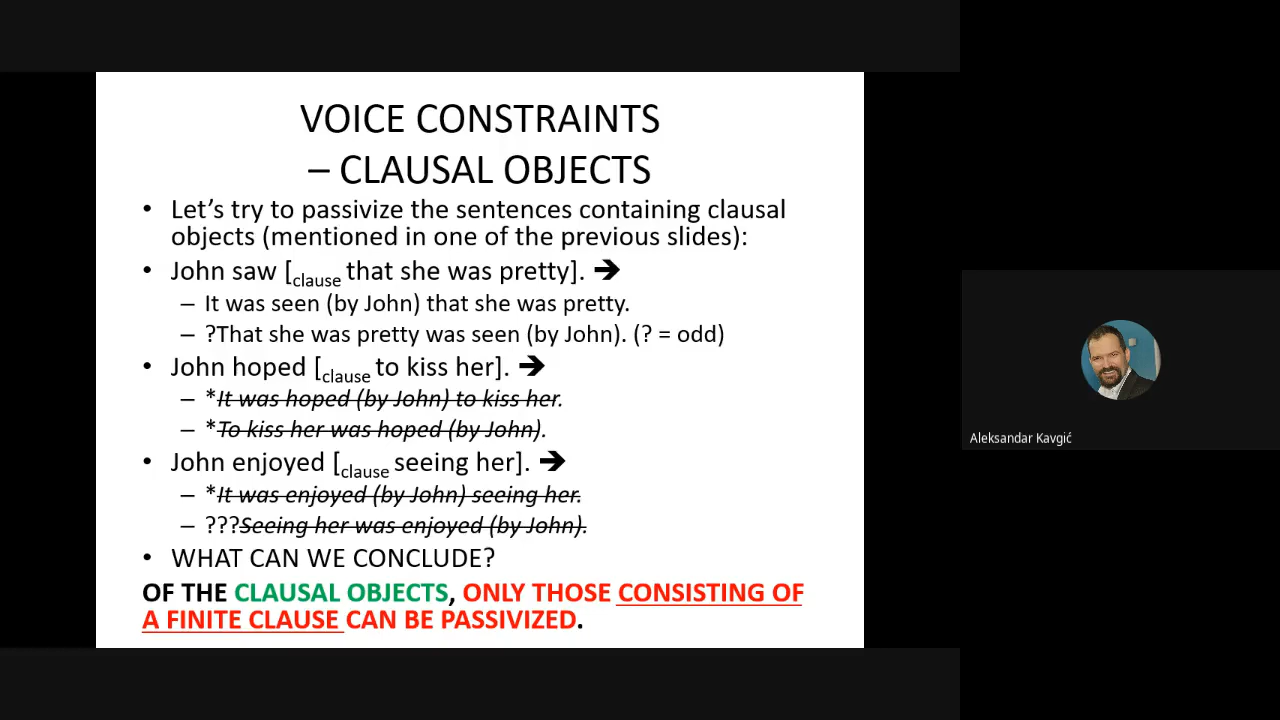 VOICE CONSTRAINTS
– CLAUSAL OBJECTS
• Let’s try to passivize the sentences containing clausal
objects (mentioned in one of the previous slides):
• John saw [clause that she was pretty]. ➔
– It was seen (by John) that she was pretty.
– ?That she was pretty was seen (by John). (? = odd)
• John hoped [clause to kiss her]. ➔
– *It was hoped (by John) to kiss her.
– *To kiss her was hoped (by John).
• John enjoyed [clause seeing her]. ➔
– *It was enjoyed (by John) seeing her.
– ???Seeing her was enjoyed (by John).
• WHAT CAN WE CONCLUDE?
OF THE CLAUSAL OBJECTS, ONLY THOSE CONSISTING OF
A FINITE CLAUSE CAN BE PASSIVIZED.
Aleksandar Kavgić